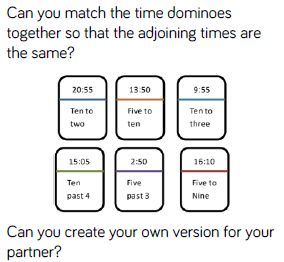 Can you match the time dominoes
together so that the adjoining times are
the same?
20:55
Ten to
two
13:50
Five to
ten
9:55
Ten to
three
15:05
Ten
past 4
2:50
Five
past 3
16:10
Five to
Nine
Can you create your own version for your
partner?